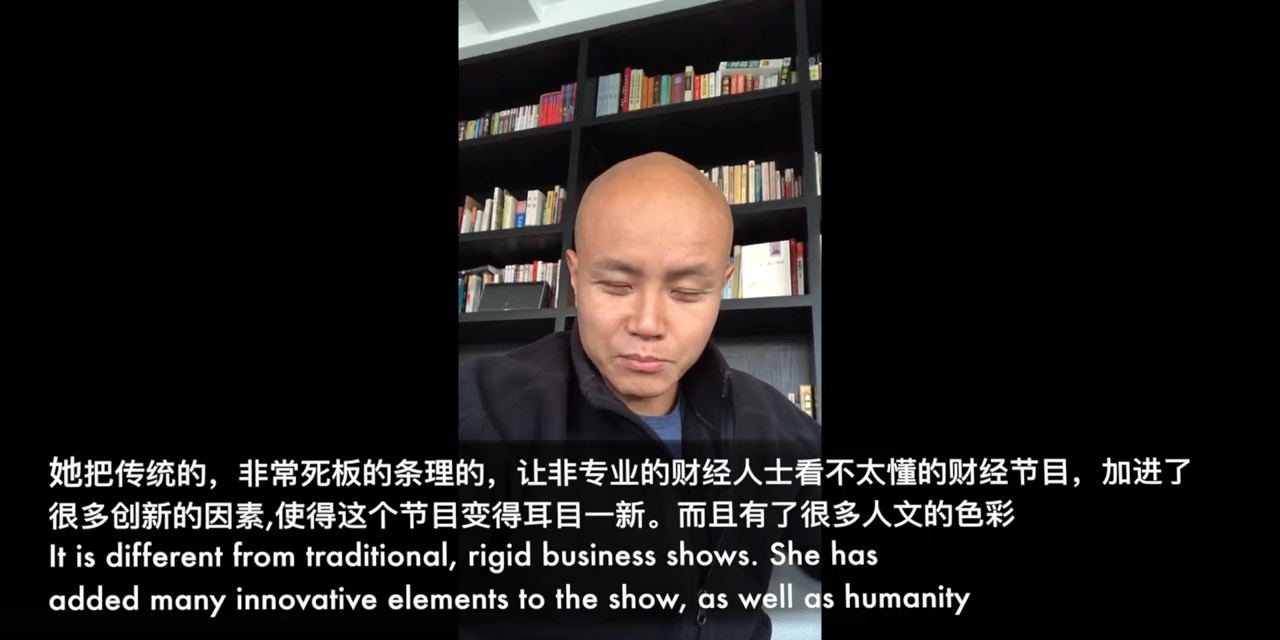 她把传统的，非常死板的条理的，让非专业的财经人士看不太懂的财经节目，加进了
很多创新的因素,使得这个节目变得耳目一新。而且有了很多人文的色彩
It is different from traditional, rigid business shows. She has
added many innovative elements to the show, as well as humanity